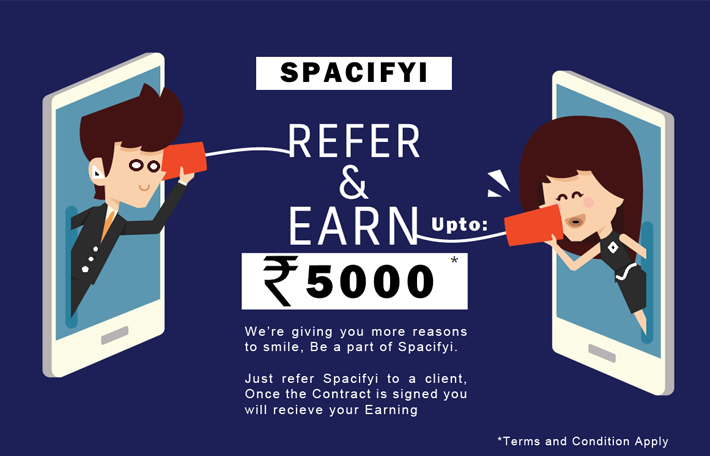 SPACIFYI
REFER
&
EARN Upto:
₹5000*
We're giving you more reasons
to smile, Be a part of Spacifyi.
Just refer Spacifyi to a client,
Once the Contract is signed you
will recieve your Earning
*Terms and Condition Apply